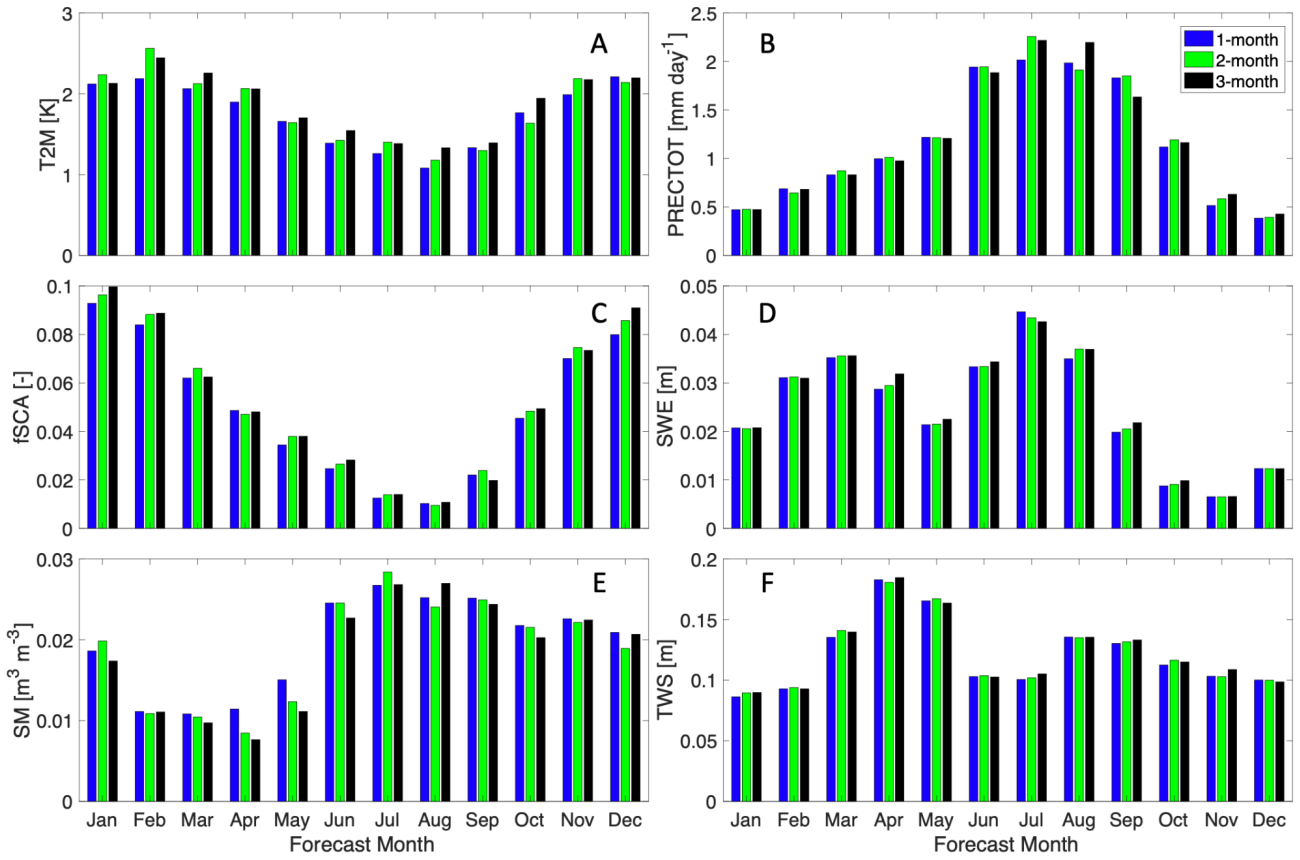 A
T2M [K]
3
2
1
0
B
PRECTOT [mm day⁻¹]
2.5
2
1.5
1
0.5
0
1-month
2-month
3-month
C
fSCA [-]
0.1
0.08
0.06
0.04
0.02
0
D
SWE [m]
0.05
0.04
0.03
0.02
0.01
0
E
SM [m³ m⁻³]
0.03
0.02
0.01
0
Jan Feb Mar Apr May Jun Jul Aug Sep Oct Nov Dec
Forecast Month
F
TWS [m]
0.2
0.15
0.1
0.05
0
Jan Feb Mar Apr May Jun Jul Aug Sep Oct Nov Dec
Forecast Month